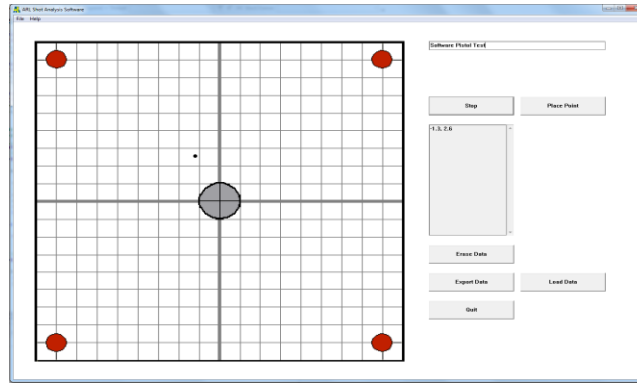 ARL Shot Analysis Software
File Help
Software Pistol Test
Stop
Place Point
-1.3, 2.6
Erase Data
Export Data
Load Data
Quit